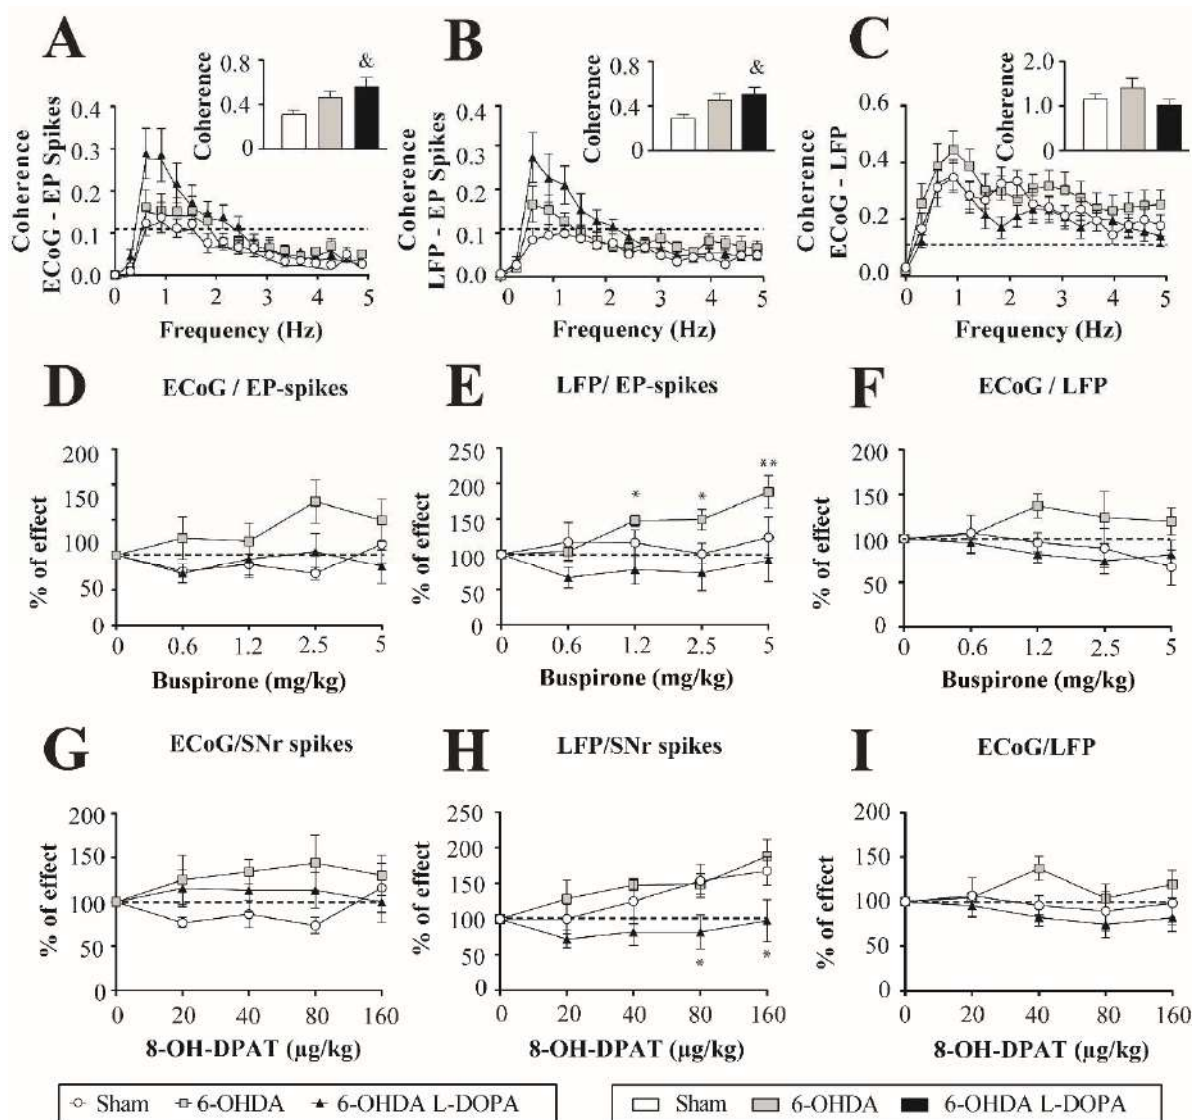 A B C
Coherence
ECoG - EP Spikes
0.4
0.3
0.2
0.1
0.0
0 1 2 3 4 5
Frequency (Hz)
Coherence
0.8
0.4
0
&
Coherence
LFP - EP Spikes
0.4
0.3
0.2
0.1
0.0
0 1 2 3 4 5
Frequency (Hz)
Coherence
0.8
0.4
0
&
Coherence
ECoG - LFP
0.6
0.4
0.2
0.0
0 1 2 3 4 5
Frequency (Hz)
Coherence
2.0
1.0
0
D ECoG / EP-spikes
% of effect
200
150
100
50
0
0 0.6 1.2 2.5 5
Buspirone (mg/kg)
E LFP/ EP-spikes
% of effect
250
200
150
100
50
0
* * **
0 0.6 1.2 2.5 5
Buspirone (mg/kg)
F ECoG / LFP
% of effect
200
150
100
50
0
0 0.6 1.2 2.5 5
Buspirone (mg/kg)
G ECoG/SNr spikes
% of effect
200
150
100
50
0
0 20 40 80 160
8-OH-DPAT (µg/kg)
H LFP/SNr spikes
% of effect
250
200
150
100
50
0
* *
0 20 40 80 160
8-OH-DPAT (µg/kg)
I ECoG/LFP
% of effect
200
150
100
50
0
0 20 40 80 160
8-OH-DPAT (µg/kg)
Sham 6-OHDA 6-OHDA L-DOPA
Sham 6-OHDA 6-OHDA L-DOPA